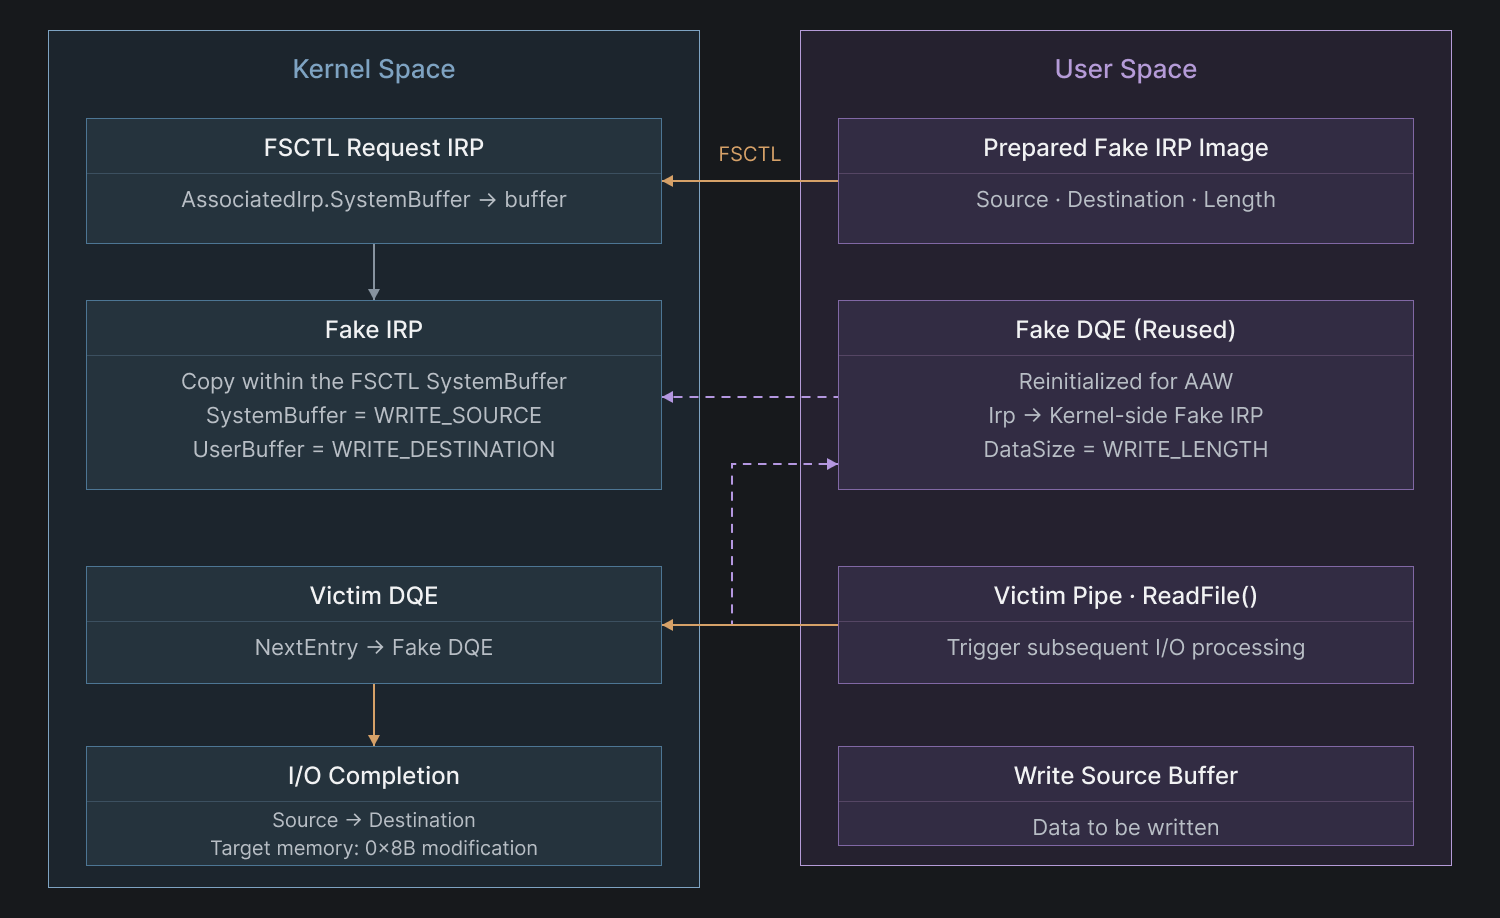 Kernel Space
FSCTL Request IRP
AssociatedIrp.SystemBuffer → buffer
Fake IRP
Copy within the FSCTL SystemBuffer
SystemBuffer = WRITE_SOURCE
UserBuffer = WRITE_DESTINATION
Victim DQE
NextEntry → Fake DQE
I/O Completion
Source → Destination
Target memory: 0×8B modification
FSCTL
User Space
Prepared Fake IRP Image
Source · Destination · Length
Fake DQE (Reused)
Reinitialized for AAW
Irp → Kernel-side Fake IRP
DataSize = WRITE_LENGTH
Victim Pipe · ReadFile()
Trigger subsequent I/O processing
Write Source Buffer
Data to be written